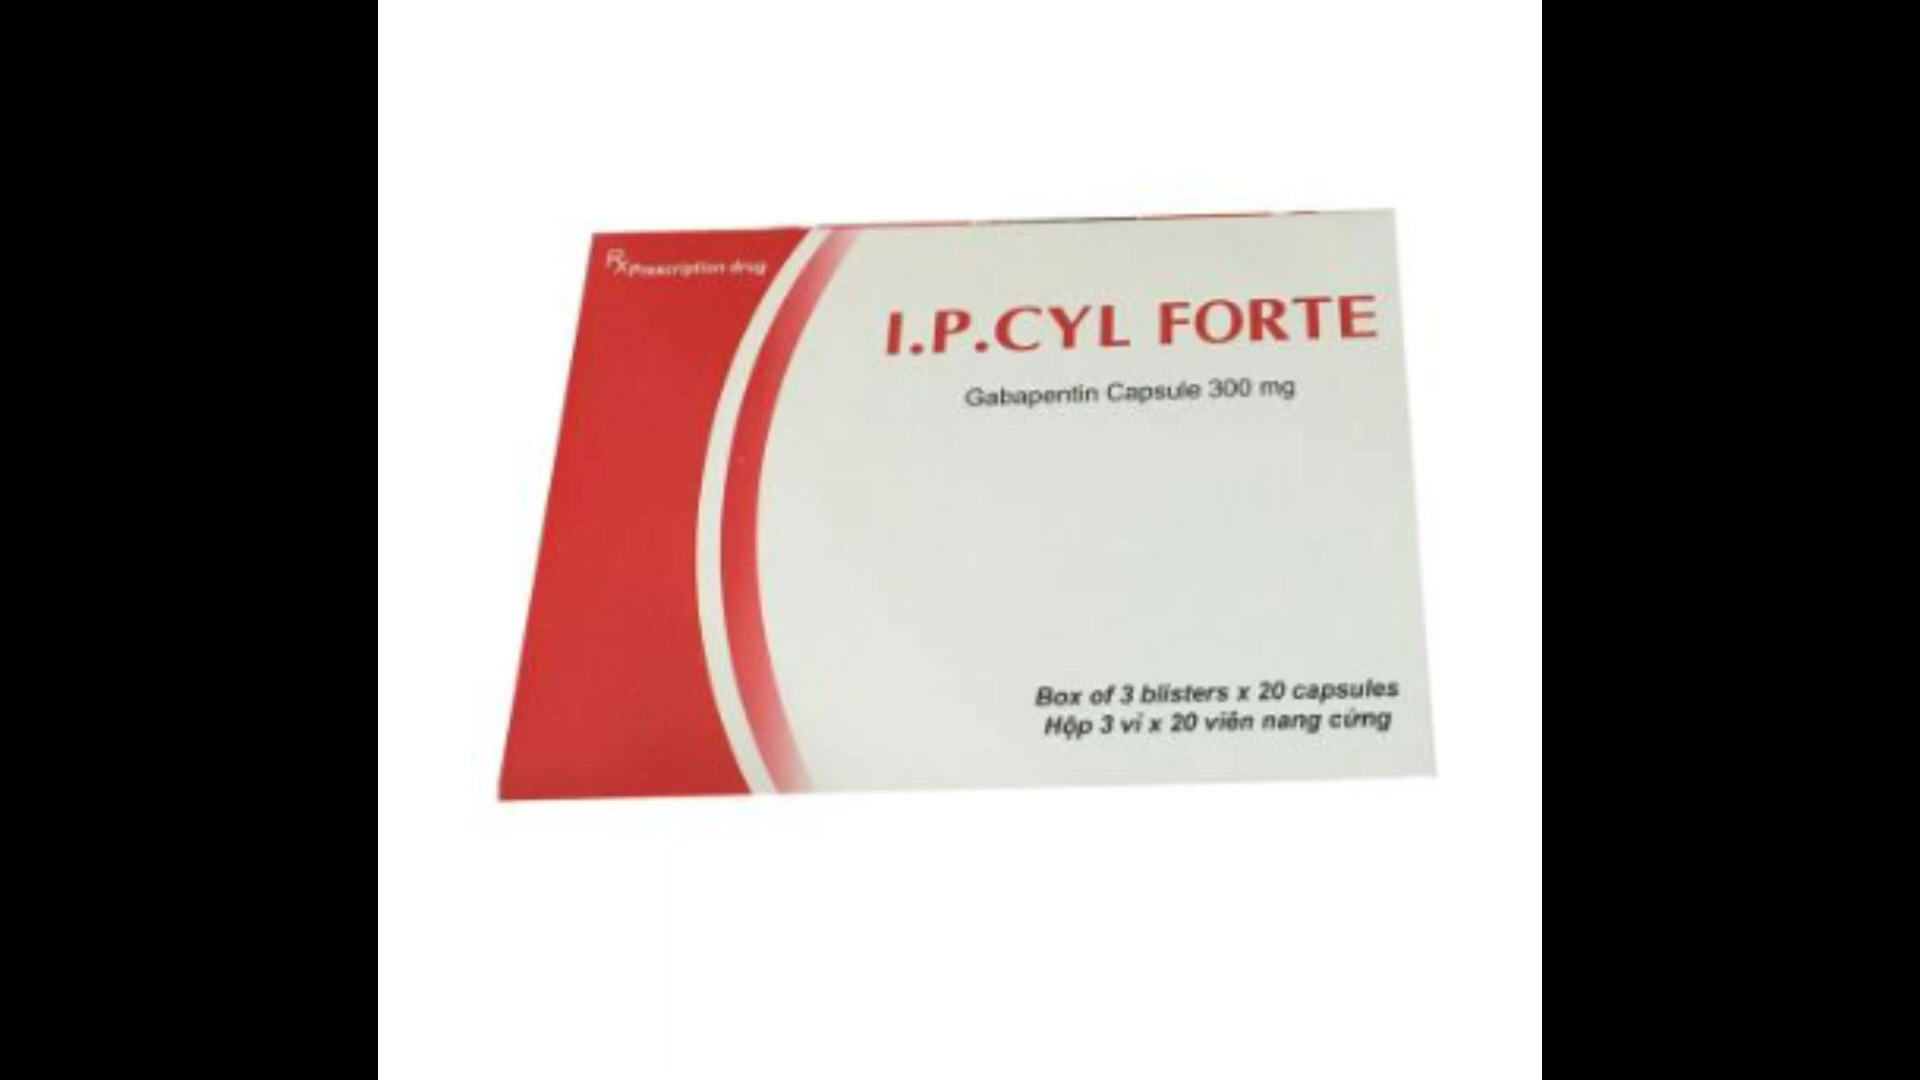 Rx Prescription drug
I.P.CYL FORTE
Gabapentin Capsule 300 mg
Box of 3 blisters x 20 capsules
Hộp 3 vỉ x 20 viên nang cứng